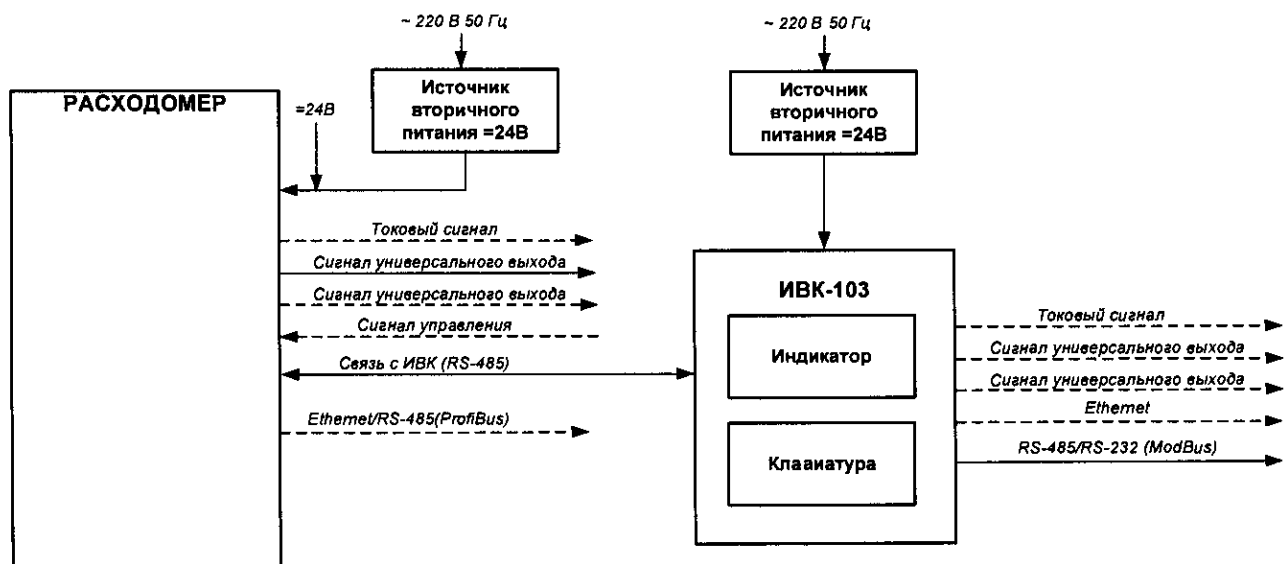 ~ 220 В 50 Гц
~ 220 В 50 Гц
Источник
вторичного
питания =24В
Источник
вторичного
питания =24В
РАСХОДОМЕР
=24В
Токовый сигнал
Сигнал универсального выхода
Сигнал универсального выхода
Сигнал управления
Связь с ИВК (RS-485)
Ethernet/RS-485(ProfiBus)
ИВК-103
Индикатор
Клавиатура
Токовый сигнал
Сигнал универсального выхода
Сигнал универсального выхода
Ethernet
RS-485/RS-232 (ModBus)